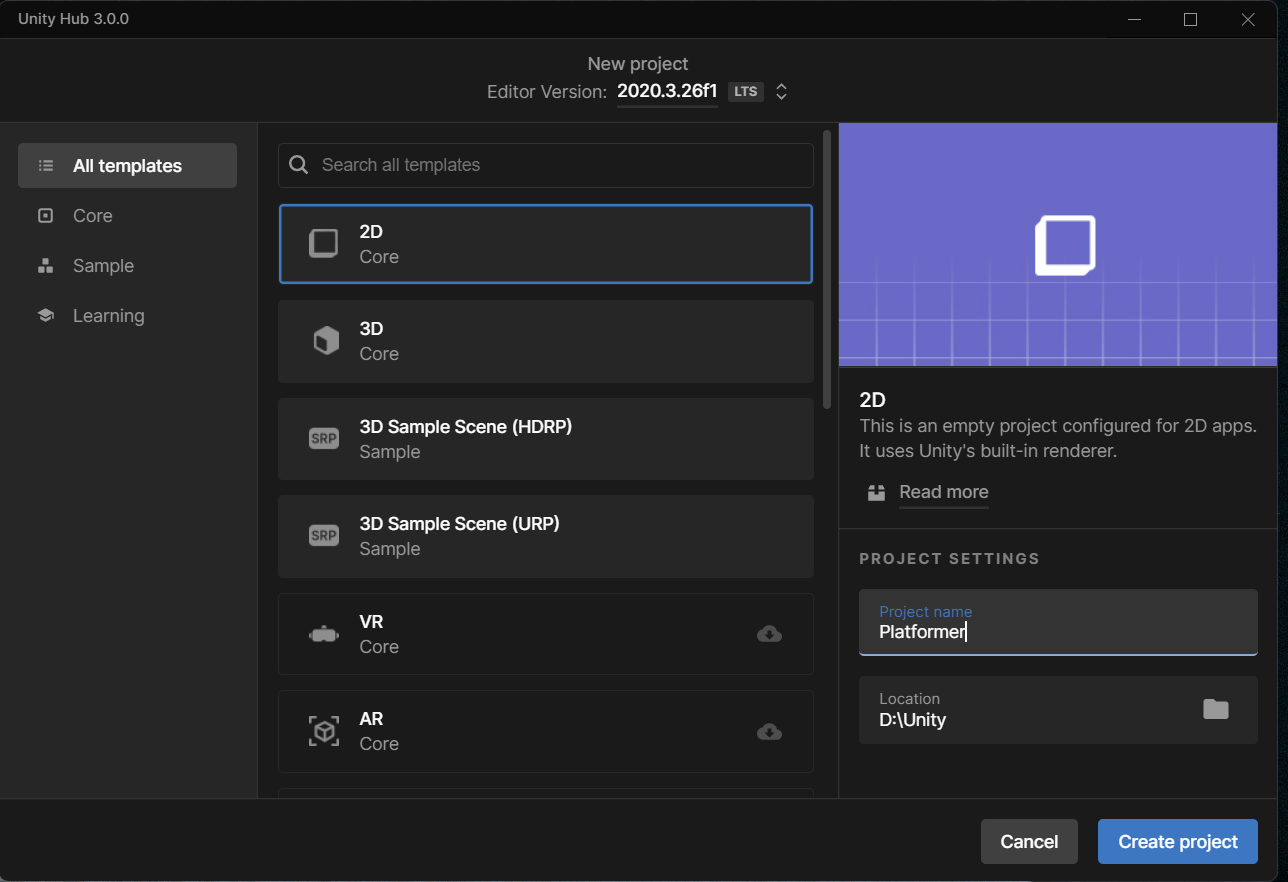 Unity Hub 3.0.0
New project
Editor Version: 2020.3.26f1 LTS
All templates
Core
Sample
Learning
Search all templates
2D
Core
3D
Core
SRP
3D Sample Scene (HDRP)
Sample
SRP
3D Sample Scene (URP)
Sample
VR
Core
AR
Core
2D
This is an empty project configured for 2D apps.
It uses Unity's built-in renderer.
Read more
PROJECT SETTINGS
Project name
Platformer
Location
D:\Unity
Cancel
Create project